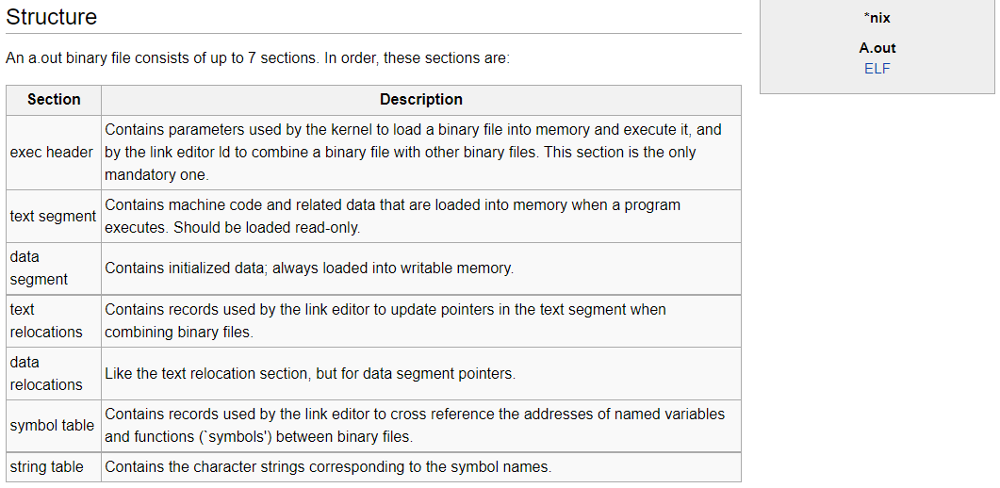 Structure
An a.out binary file consists of up to 7 sections. In order, these sections are:
Section Description
exec header
Contains parameters used by the kernel to load a binary file into memory and execute it, and
by the link editor ld to combine a binary file with other binary files. This section is the only
mandatory one.
text segment
Contains machine code and related data that are loaded into memory when a program
executes. Should be loaded read-only.
data
segment
Contains initialized data; always loaded into writable memory.
text
relocations
Contains records used by the link editor to update pointers in the text segment when
combining binary files.
data
relocations
Like the text relocation section, but for data segment pointers.
symbol table
Contains records used by the link editor to cross reference the addresses of named variables
and functions (`symbols') between binary files.
string table
Contains the character strings corresponding to the symbol names.
*nix
A.out
ELF